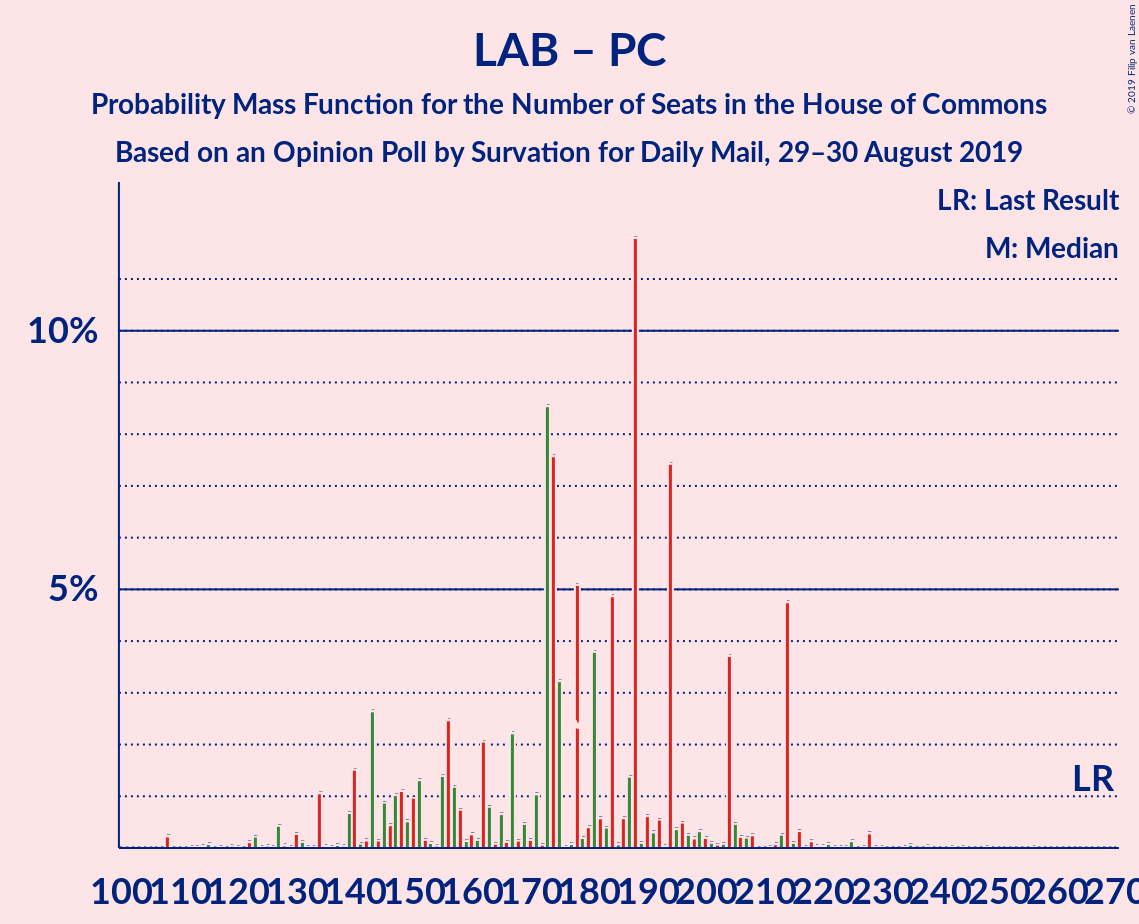 © 2019 Filip van Laenen
LAB – PC
Probability Mass Function for the Number of Seats in the House of Commons
Based on an Opinion Poll by Survation for Daily Mail, 29–30 August 2019
LR: Last Result
M: Median
10%
5%
LR
100 110 120 130 140 150 160 170 180 190 200 210 220 230 240 250 260 270